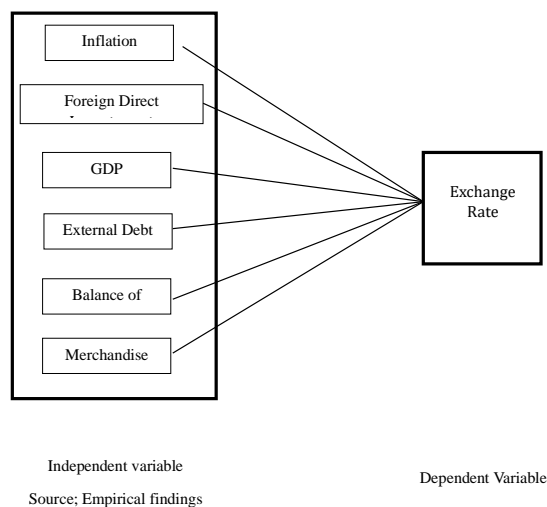 Inflation
Foreign Direct
GDP
External Debt
Balance of
Merchandise
Exchange
Rate
Independent variable
Source; Empirical findings
Dependent Variable